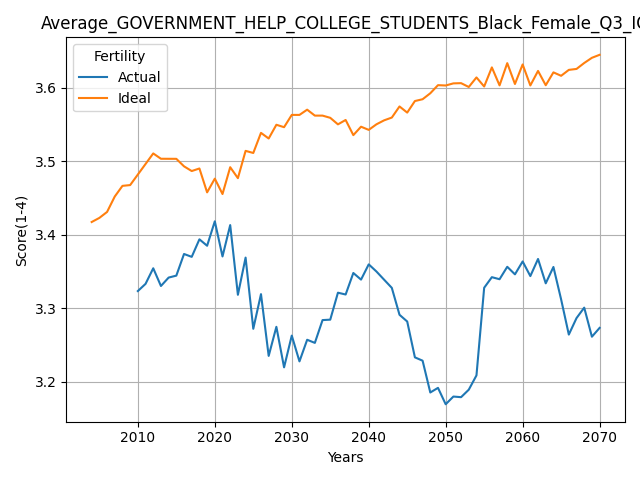 Average_GOVERNMENT_HELP_COLLEGE_STUDENTS_Black_Female_Q3_IQ
Fertility
Actual
Ideal
Score(1-4)
3.6
3.5
3.4
3.3
3.2
2010 2020 2030 2040 2050 2060 2070
Years